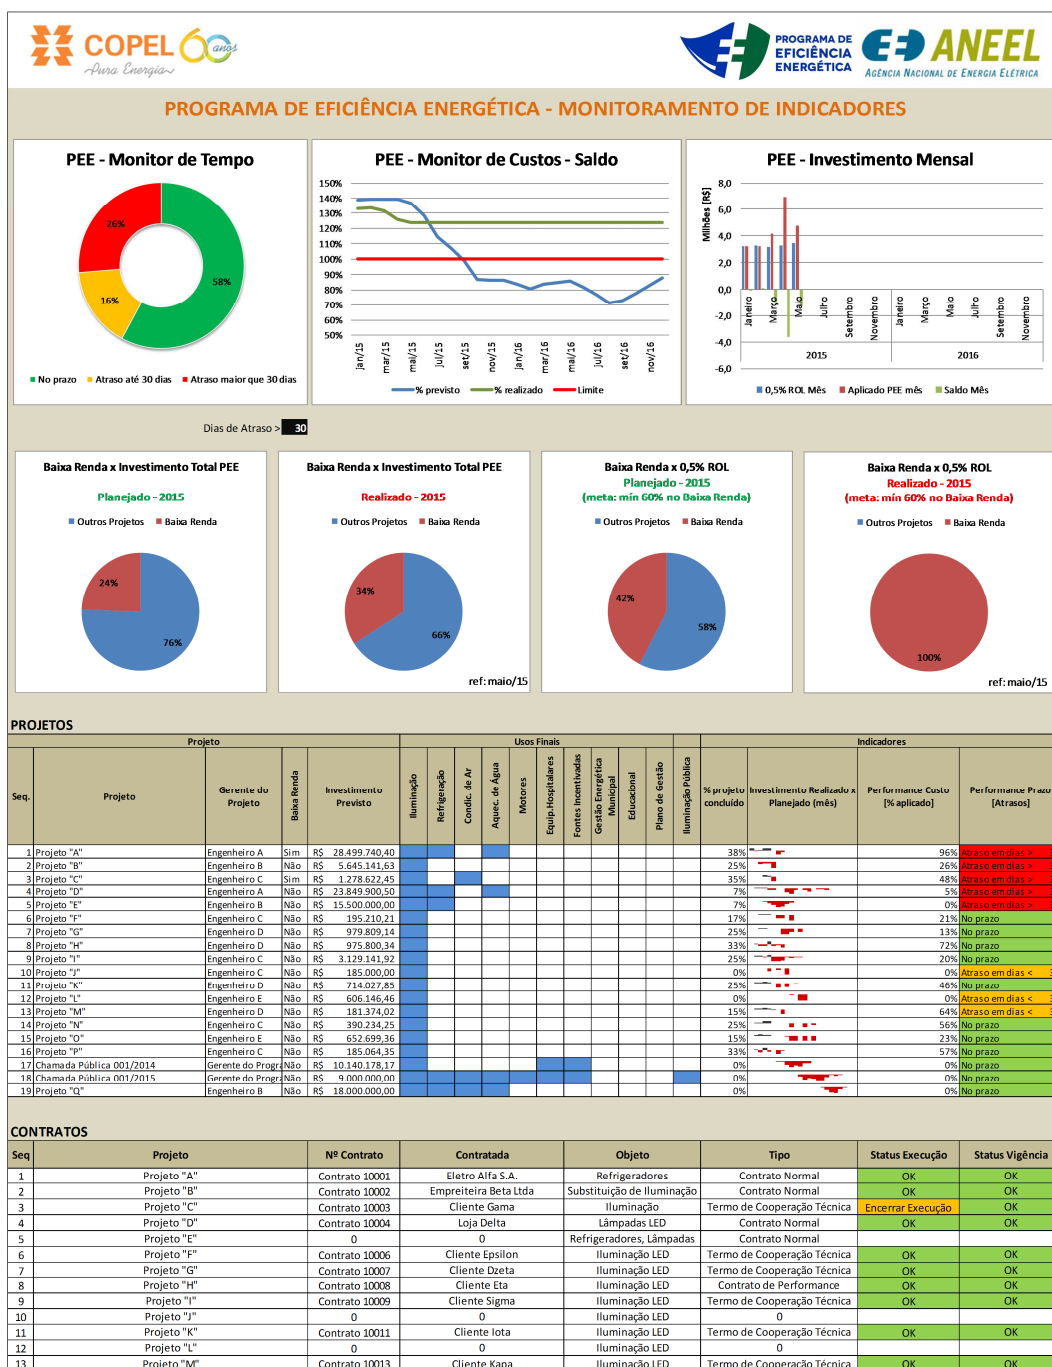 COPEL 60 anos
Pura Energia
PROGRAMA DE
EFICIÊNCIA
ENERGÉTICA
ANEEL
AGÊNCIA NACIONAL DE ENERGIA ELÉTRICA
PROGRAMA DE EFICIÊNCIA ENERGÉTICA - MONITORAMENTO DE INDICADORES
PEE - Monitor de Tempo
26%
58%
16%
No prazo Atraso até 30 dias Atraso maior que 30 dias
PEE - Monitor de Custos - Saldo
150%
140%
130%
120%
110%
100%
90%
80%
70%
60%
50%
jan/15 mar/15 mai/15 jul/15 set/15 nov/15 jan/16 mar/16 mai/16 jul/16 set/16 nov/16
% previsto % realizado Limite
PEE - Investimento Mensal
Milhões [R$]
8,0
6,0
4,0
2,0
0,0
-2,0
-4,0
-6,0
Janeiro Março Maio Julho Setembro Novembro Janeiro Março Maio Julho Setembro Novembro
2015 2016
0,5% ROL Mês Aplicado PEE mês Saldo Mês
Dias de Atraso > 30
Baixa Renda x Investimento Total PEE
Planejado - 2015
Outros Projetos Baixa Renda
24%
76%
Baixa Renda x Investimento Total PEE
Realizado - 2015
Outros Projetos Baixa Renda
34%
66%
ref: maio/15
Baixa Renda x 0,5% ROL
Planejado - 2015
(meta: mín 60% no Baixa Renda)
Outros Projetos Baixa Renda
42%
58%
Baixa Renda x 0,5% ROL
Realizado - 2015
(meta: mín 60% no Baixa Renda)
Outros Projetos Baixa Renda
100%
ref: maio/15
PROJETOS
Projeto Usos Finais Indicadores
Seq. Projeto Gerente do Projeto Baixa Renda Investimento Previsto Iluminação Refrigeração Condic. de Ar Aquec. de Água Motores Equip.Hospitalares Fontes Incentivadas Gestão Energética Municipal Educacional Plano de Gestão Iluminação Pública % projeto concluído Investimento Realizado x Planejado (mês) Performance Custo [% aplicado] Performance Prazo [Atrasos]
1 Projeto "A" Engenheiro A Sim R$ 28.499.740,40 38% 96% Atraso em dias >
2 Projeto "B" Engenheiro B Não R$ 5.645.141,63 25% 26% Atraso em dias >
3 Projeto "C" Engenheiro C Sim R$ 1.278.622,45 35% 48% Atraso em dias >
4 Projeto "D" Engenheiro A Não R$ 23.849.900,50 7% 5% Atraso em dias >
5 Projeto "E" Engenheiro B Não R$ 15.500.000,00 7% 0% Atraso em dias >
6 Projeto "F" Engenheiro C Não R$ 195.210,21 17% 21% No prazo
7 Projeto "G" Engenheiro D Não R$ 979.809,14 25% 13% No prazo
8 Projeto "H" Engenheiro D Não R$ 975.800,34 33% 72% No prazo
9 Projeto "I" Engenheiro C Não R$ 3.129.141,92 25% 20% No prazo
10 Projeto "J" Engenheiro C Não R$ 185.000,00 0% 0% Atraso em dias <
11 Projeto "K" Engenheiro D Não R$ 714.027,85 25% 46% No prazo
12 Projeto "L" Engenheiro E Não R$ 606.146,46 0% 0% Atraso em dias <
13 Projeto "M" Engenheiro D Não R$ 181.374,02 15% 64% Atraso em dias <
14 Projeto "N" Engenheiro C Não R$ 390.234,25 25% 56% No prazo
15 Projeto "O" Engenheiro E Não R$ 652.699,36 15% 23% No prazo
16 Projeto "P" Engenheiro C Não R$ 185.064,35 33% 57% No prazo
17 Chamada Pública 001/2014 Gerente do Progra Não R$ 10.140.178,17 0% 0% No prazo
18 Chamada Pública 001/2015 Gerente do Progra Não R$ 9.000.000,00 0% 0% No prazo
19 Projeto "Q" Engenheiro B Não R$ 18.000.000,00 0% 0% No prazo
CONTRATOS
Seq Projeto Nº Contrato Contratada Objeto Tipo Status Execução Status Vigência
1 Projeto "A" Contrato 10001 Eletro Alfa S.A. Refrigeradores Contrato Normal OK OK
2 Projeto "B" Contrato 10002 Empreiteira Beta Ltda Substituição de Iluminação Contrato Normal OK OK
3 Projeto "C" Contrato 10003 Cliente Gama Iluminação Termo de Cooperação Técnica Encerrar Execução OK
4 Projeto "D" Contrato 10004 Loja Delta Lâmpadas LED Contrato Normal OK OK
5 Projeto "E" 0 0 Refrigeradores, Lâmpadas Contrato Normal
6 Projeto "F" Contrato 10006 Cliente Epsilon Iluminação LED Termo de Cooperação Técnica OK OK
7 Projeto "G" Contrato 10007 Cliente Dzeta Iluminação LED Termo de Cooperação Técnica OK OK
8 Projeto "H" Contrato 10008 Cliente Eta Iluminação LED Contrato de Performance OK OK
9 Projeto "I" Contrato 10009 Cliente Sigma Iluminação LED Termo de Cooperação Técnica OK OK
10 Projeto "J" 0 0 Iluminação LED 0
11 Projeto "K" Contrato 10011 Cliente Iota Iluminação LED Termo de Cooperação Técnica OK OK
12 Projeto "L" 0 0 Iluminação LED 0
13 Projeto "M" Contrato 10013 Cliente Kapa Iluminação LED Termo de Cooperação Técnica OK OK